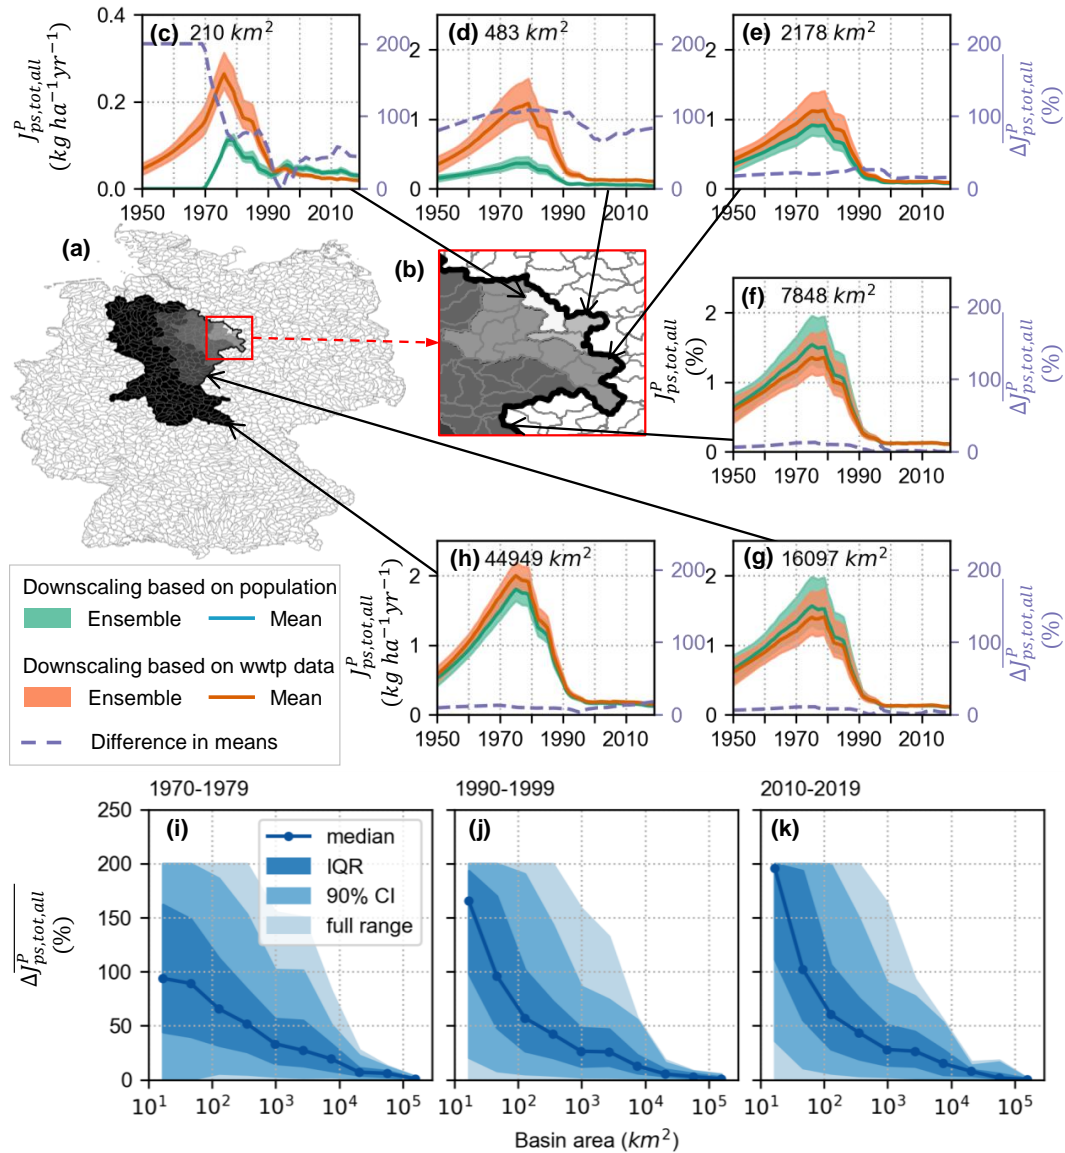 (c) 210 km²
(d) 483 km²
(e) 2178 km²
J^P_ps,tot,all
(kg ha⁻¹yr⁻¹)
0.4
0.2
0.0
200
100
0
2
1
0
200
100
0
2
1
0
200
100
0
ΔJ^P_ps,tot,all
(%)
1950 1970 1990 2010
1950 1970 1990 2010
1950 1970 1990 2010
(a)
(b)
(f) 7848 km²
J^P_ps,tot,all
(%)
2
1
0
200
100
0
ΔJ^P_ps,tot,all
(%)
1950 1970 1990 2010
(h) 44949 km²
(g) 16097 km²
J^P_ps,tot,all
(kg ha⁻¹yr⁻¹)
2
1
0
200
100
0
2
1
0
200
100
0
ΔJ^P_ps,tot,all
(%)
1950 1970 1990 2010
1950 1970 1990 2010
Downscaling based on population
Ensemble Mean
Downscaling based on wwtp data
Ensemble Mean
Difference in means
1970-1979
1990-1999
2010-2019
(i)
(j)
(k)
median
IQR
90% CI
full range
ΔJ^P_ps,tot,all
(%)
250
200
150
100
50
0
10¹ 10² 10³ 10⁴ 10⁵
10¹ 10² 10³ 10⁴ 10⁵
10¹ 10² 10³ 10⁴ 10⁵
Basin area (km²)